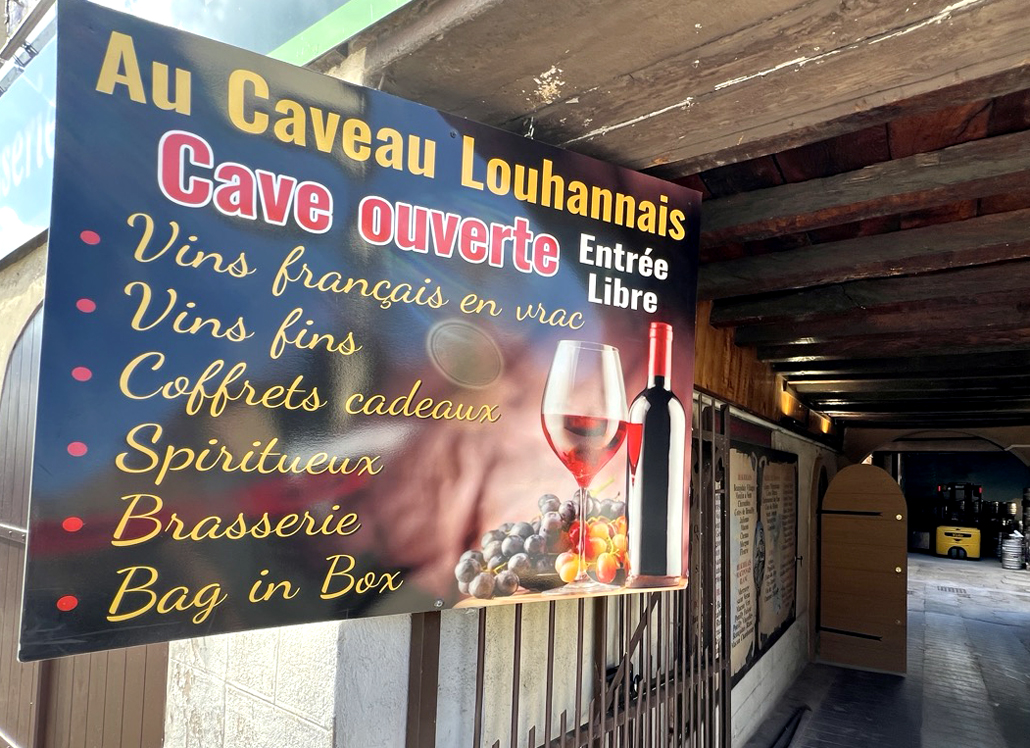 Au Caveau Louhannais
Cave ouverte
Entrée
Libre
Vins français en vrac
Vins fins
Coffrets cadeaux
Spiritueux
Brasserie
Bag in Box